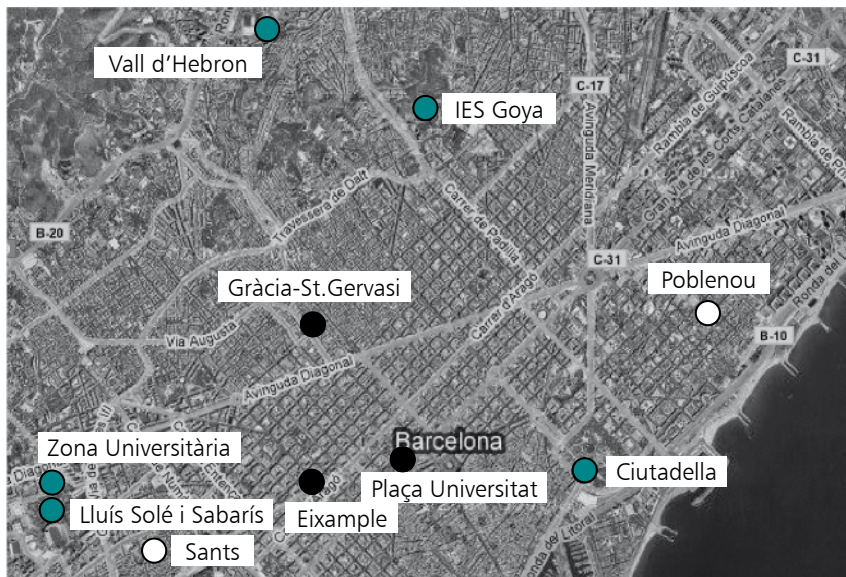 Vall d’Hebron
C-31
C-17
IES Goya
Rambla de Guipúscoa
Gran Via de les Corts Catalanes
Avinguda Meridiana
Travessera de Dalt
Carrer de Padilla
B-20
Avinguda Diagonal
C-31
Gràcia-St.Gervasi
Poblenou
Carrer d'Aragó
Via Augusta
B-10
Avinguda Diagonal
Barcelona
Zona Universitària
Plaça Universitat
Ciutadella
Lluís Solé i Sabarís
Eixample
Sants